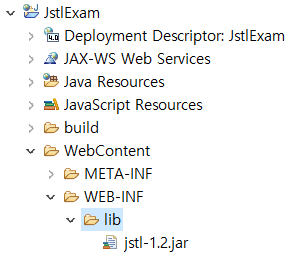 JstlExam
Deployment Descriptor: JstlExam
JAX-WS Web Services
Java Resources
JavaScript Resources
build
WebContent
META-INF
WEB-INF
lib
jstl-1.2.jar